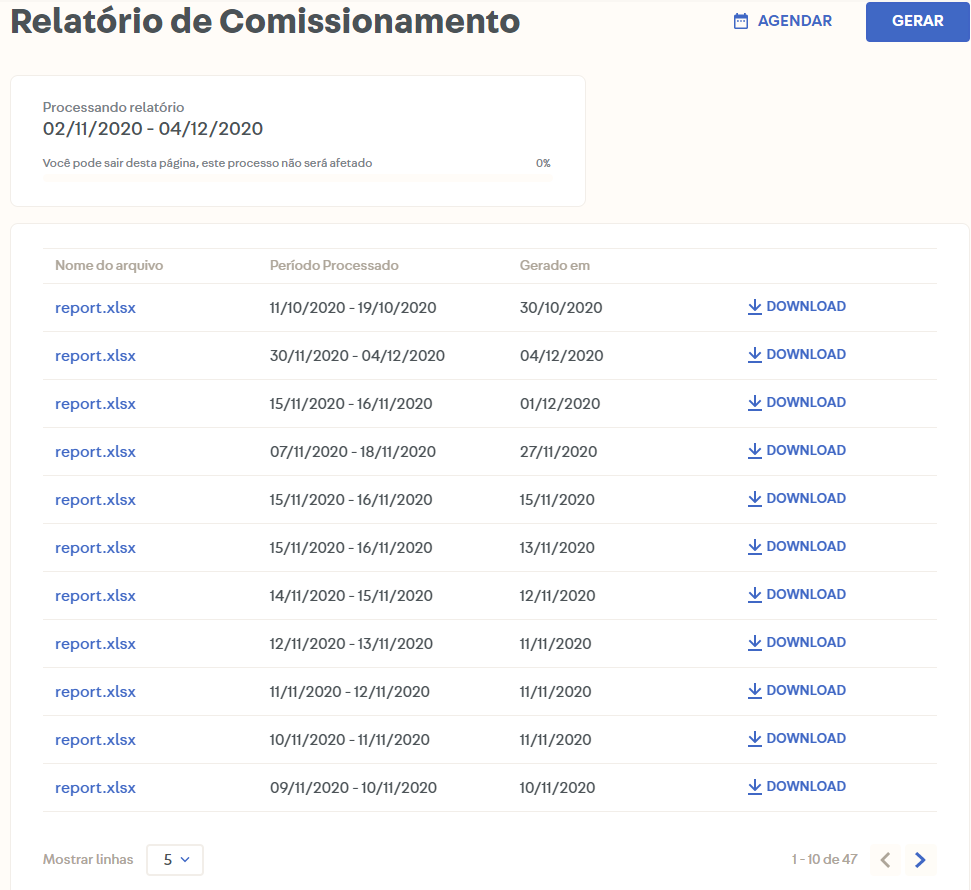 Relatório de Comissionamento
AGENDAR
GERAR
Processando relatório
02/11/2020 - 04/12/2020
Você pode sair desta página, este processo não será afetado 0%
Nome do arquivo Período Processado Gerado em
report.xlsx 11/10/2020 - 19/10/2020 30/10/2020 DOWNLOAD
report.xlsx 30/11/2020 - 04/12/2020 04/12/2020 DOWNLOAD
report.xlsx 15/11/2020 - 16/11/2020 01/12/2020 DOWNLOAD
report.xlsx 07/11/2020 - 18/11/2020 27/11/2020 DOWNLOAD
report.xlsx 15/11/2020 - 16/11/2020 15/11/2020 DOWNLOAD
report.xlsx 15/11/2020 - 16/11/2020 13/11/2020 DOWNLOAD
report.xlsx 14/11/2020 - 15/11/2020 12/11/2020 DOWNLOAD
report.xlsx 12/11/2020 - 13/11/2020 11/11/2020 DOWNLOAD
report.xlsx 11/11/2020 - 12/11/2020 11/11/2020 DOWNLOAD
report.xlsx 10/11/2020 - 11/11/2020 11/11/2020 DOWNLOAD
report.xlsx 09/11/2020 - 10/11/2020 10/11/2020 DOWNLOAD
Mostrar linhas 5 1 - 10 de 47